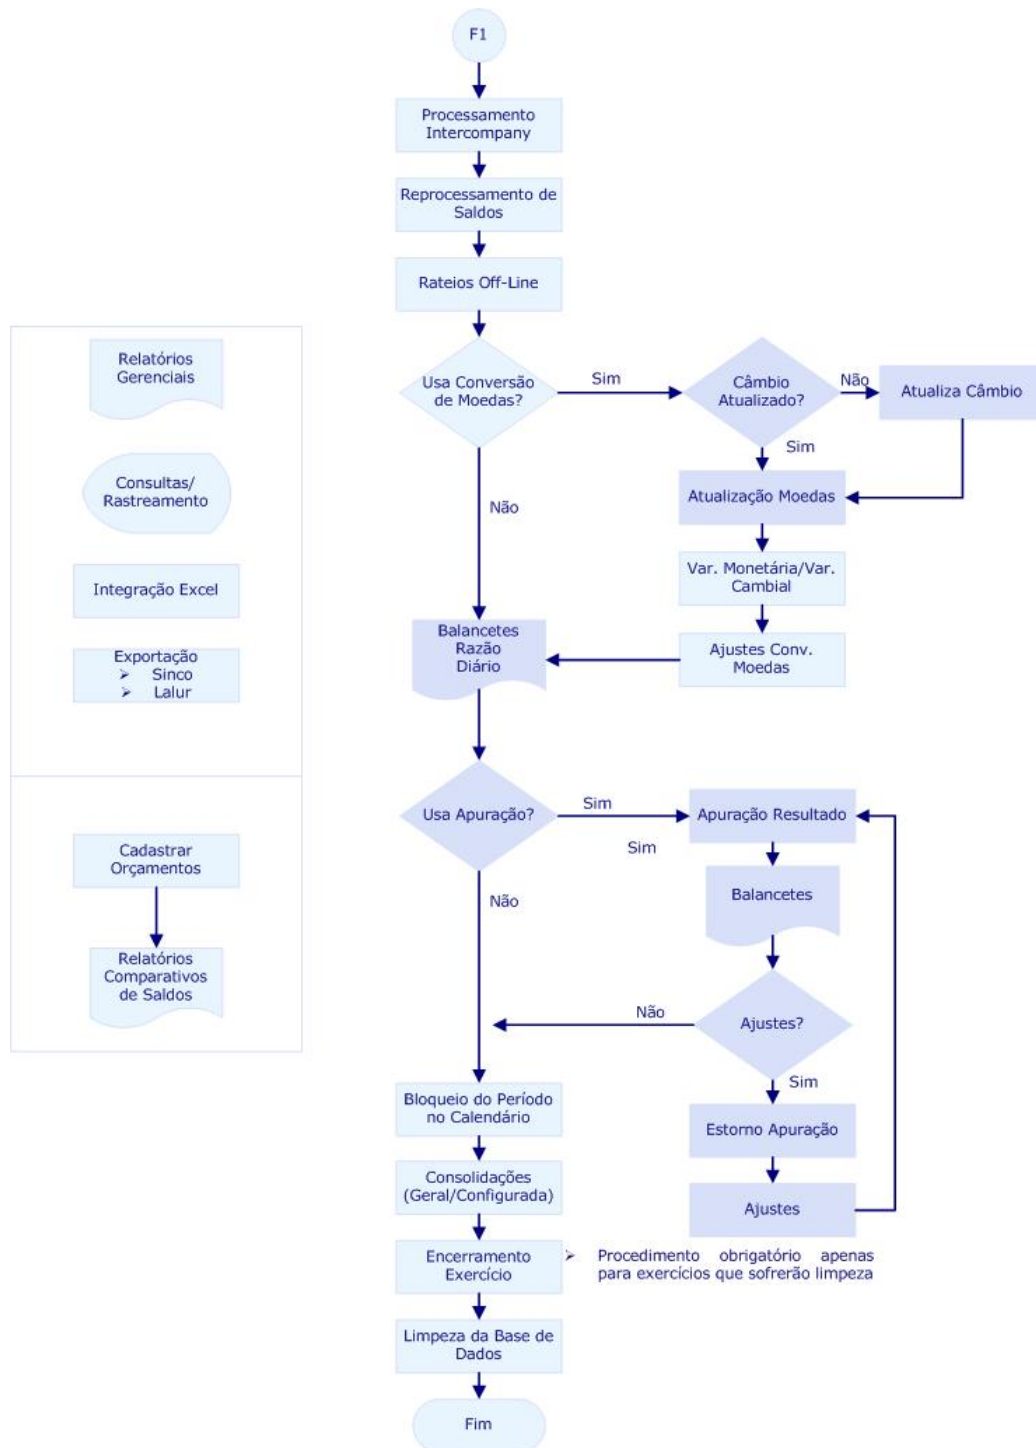 F1
Processamento
Intercompany
Reprocessamento de
Saldos
Rateios Off-Line
Usa Conversão
de Moedas?
Sim
Câmbio
Atualizado?
Não
Atualiza Câmbio
Sim
Atualização Moedas
Não
Var. Monetária/Var.
Cambial
Ajustes Conv.
Moedas
Balancetes
Razão
Diário
Usa Apuração?
Sim
Apuração Resultado
Sim
Balancetes
Não
Ajustes?
Não
Sim
Estorno Apuração
Ajustes
Bloqueio do Período
no Calendário
Consolidações
(Geral/Configurada)
Encerramento
Exercício
➢ Procedimento obrigatório apenas
para exercícios que sofrerão limpeza
Limpeza da Base de
Dados
Fim
Relatórios
Gerenciais
Consultas/
Rastreamento
Integração Excel
Exportação
➢ Sinco
➢ Lalur
Cadastrar
Orçamentos
Relatórios
Comparativos
de Saldos